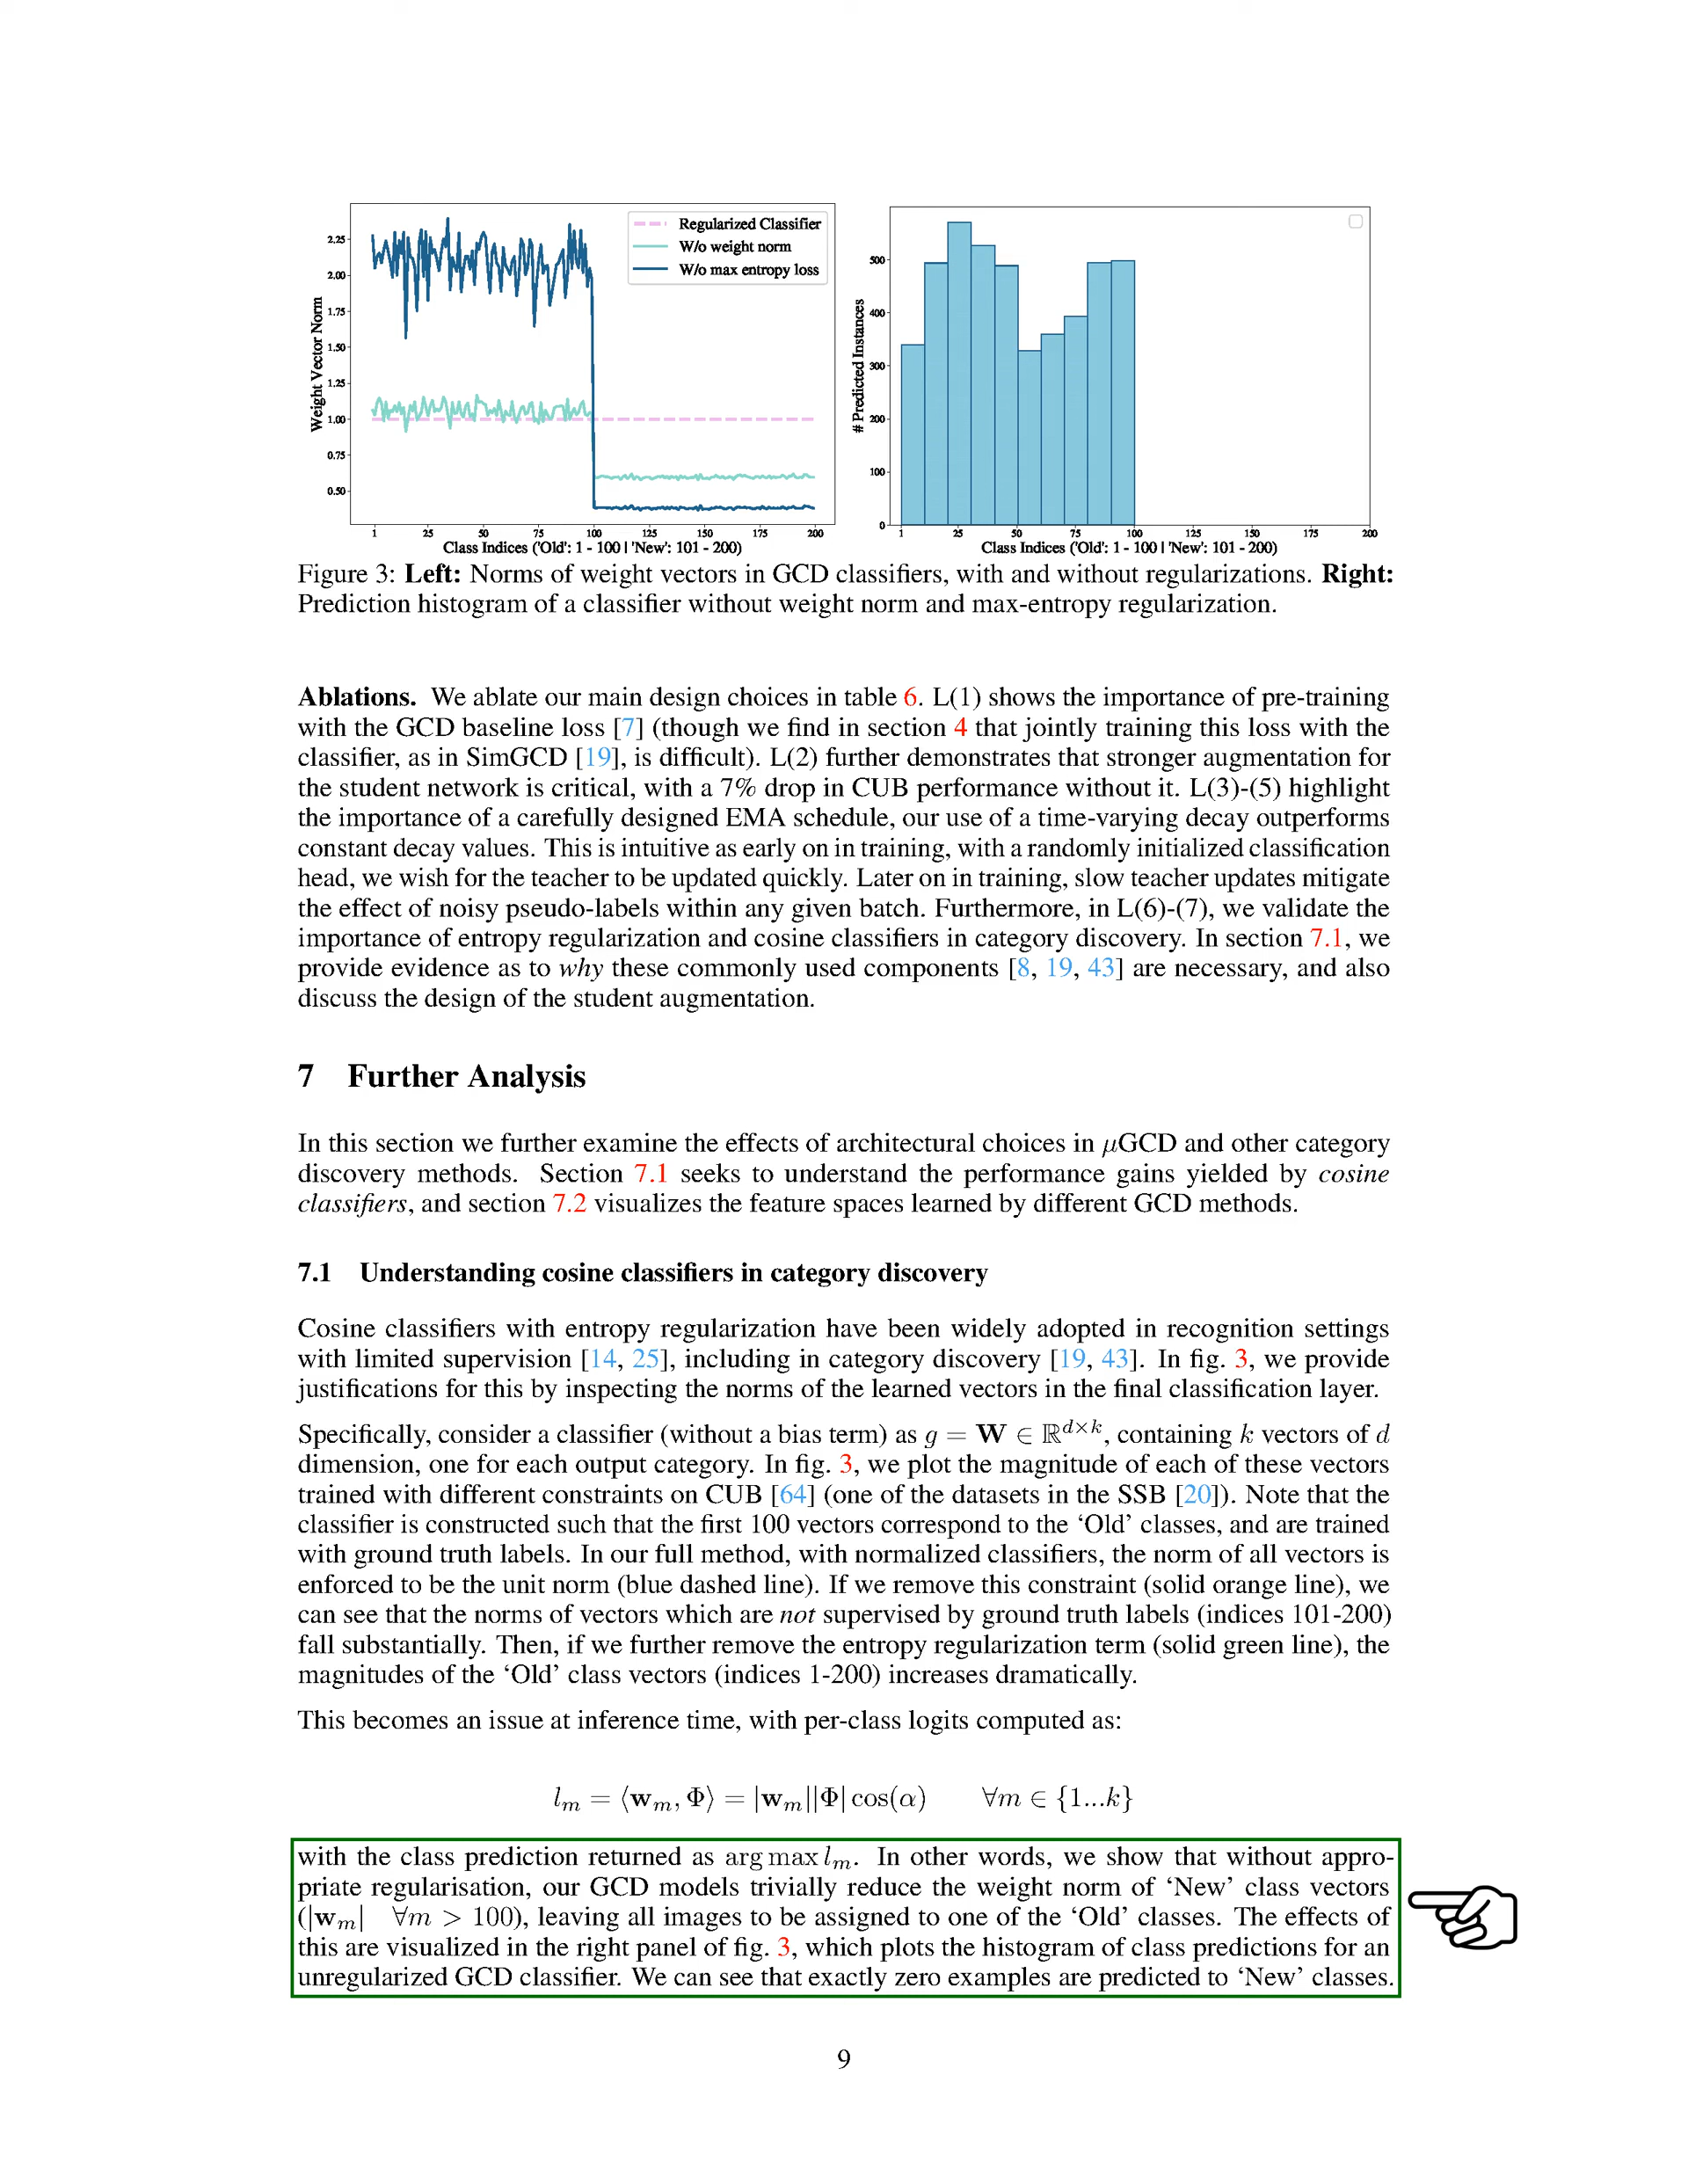 2.25
2.00
1.75
1.50
1.25
1.00
0.75
0.50
Weight Vector Norm
Regularized Classifier
W/o weight norm
W/o max entropy loss
1 25 50 75 100 125 150 175 200
Class Indices ('Old': 1 - 100 | 'New': 101 - 200)
500
400
300
200
100
0
# Predicted Instances
1 25 50 75 100 125 150 175 200
Class Indices ('Old': 1 - 100 | 'New': 101 - 200)
Figure 3: Left: Norms of weight vectors in GCD classifiers, with and without regularizations. Right:
Prediction histogram of a classifier without weight norm and max-entropy regularization.
Ablations. We ablate our main design choices in table 6. L(1) shows the importance of pre-training
with the GCD baseline loss [7] (though we find in section 4 that jointly training this loss with the
classifier, as in SimGCD [19], is difficult). L(2) further demonstrates that stronger augmentation for
the student network is critical, with a 7% drop in CUB performance without it. L(3)-(5) highlight
the importance of a carefully designed EMA schedule, our use of a time-varying decay outperforms
constant decay values. This is intuitive as early on in training, with a randomly initialized classification
head, we wish for the teacher to be updated quickly. Later on in training, slow teacher updates mitigate
the effect of noisy pseudo-labels within any given batch. Furthermore, in L(6)-(7), we validate the
importance of entropy regularization and cosine classifiers in category discovery. In section 7.1, we
provide evidence as to why these commonly used components [8, 19, 43] are necessary, and also
discuss the design of the student augmentation.
7 Further Analysis
In this section we further examine the effects of architectural choices in μGCD and other category
discovery methods. Section 7.1 seeks to understand the performance gains yielded by cosine
classifiers, and section 7.2 visualizes the feature spaces learned by different GCD methods.
7.1 Understanding cosine classifiers in category discovery
Cosine classifiers with entropy regularization have been widely adopted in recognition settings
with limited supervision [14, 25], including in category discovery [19, 43]. In fig. 3, we provide
justifications for this by inspecting the norms of the learned vectors in the final classification layer.
Specifically, consider a classifier (without a bias term) as g = W ∈ ℝ^{d×k}, containing k vectors of d
dimension, one for each output category. In fig. 3, we plot the magnitude of each of these vectors
trained with different constraints on CUB [64] (one of the datasets in the SSB [20]). Note that the
classifier is constructed such that the first 100 vectors correspond to the ‘Old’ classes, and are trained
with ground truth labels. In our full method, with normalized classifiers, the norm of all vectors is
enforced to be the unit norm (blue dashed line). If we remove this constraint (solid orange line), we
can see that the norms of vectors which are not supervised by ground truth labels (indices 101-200)
fall substantially. Then, if we further remove the entropy regularization term (solid green line), the
magnitudes of the ‘Old’ class vectors (indices 1-200) increases dramatically.
This becomes an issue at inference time, with per-class logits computed as:
l_m = ⟨w_m, Φ⟩ = |w_m||Φ| cos(α) ∀m ∈ {1...k}
with the class prediction returned as arg max l_m. In other words, we show that without appro-
priate regularisation, our GCD models trivially reduce the weight norm of ‘New’ class vectors
(|w_m| ∀m > 100), leaving all images to be assigned to one of the ‘Old’ classes. The effects of
this are visualized in the right panel of fig. 3, which plots the histogram of class predictions for an
unregularized GCD classifier. We can see that exactly zero examples are predicted to ‘New’ classes.
9